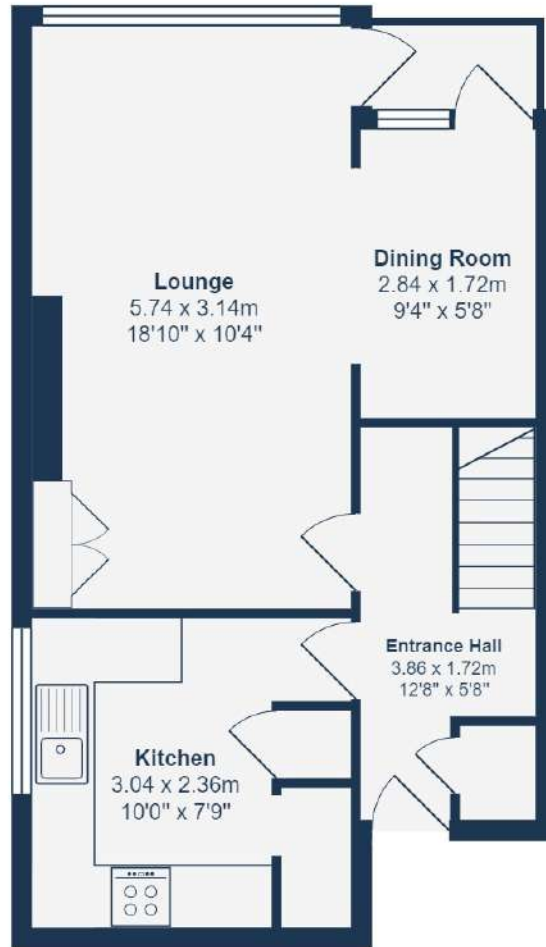 Lounge
5.74 x 3.14m
18'10" x 10'4"
Dining Room
2.84 x 1.72m
9'4" x 5'8"
Entrance Hall
3.86 x 1.72m
12'8" x 5'8"
Kitchen
3.04 x 2.36m
10'0" x 7'9"